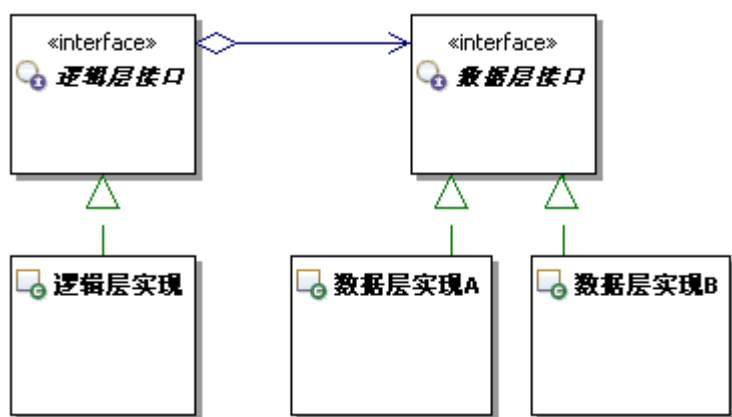 «interface»
逻辑层接口
«interface»
数据层接口
逻辑层实现
数据层实现A
数据层实现B